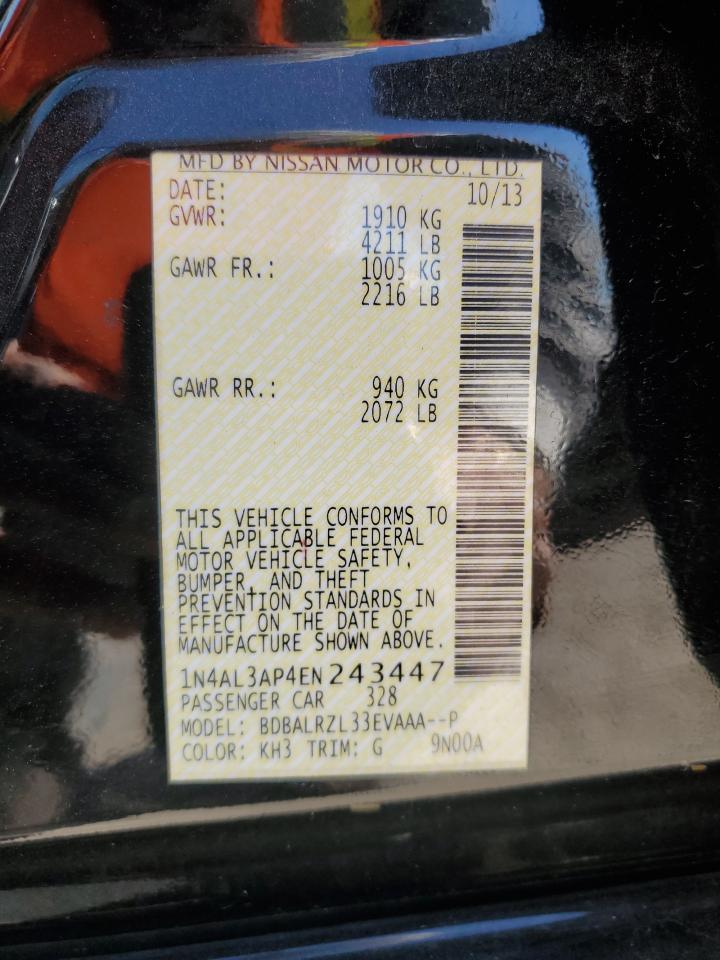 MFD BY NISSAN MOTOR CO., LTD.
DATE: 10/13
GVWR: 1910 KG
4211 LB
GAWR FR.: 1005 KG
2216 LB
GAWR RR.: 940 KG
2072 LB
THIS VEHICLE CONFORMS TO
ALL APPLICABLE FEDERAL
MOTOR VEHICLE SAFETY,
BUMPER, AND THEFT
PREVENTION STANDARDS IN
EFFECT ON THE DATE OF
MANUFACTURE SHOWN ABOVE.
1N4AL3AP4EN243447
PASSENGER CAR 328
MODEL: BDBALRZL33EVAAA--P
COLOR: KH3 TRIM: G 9N00A